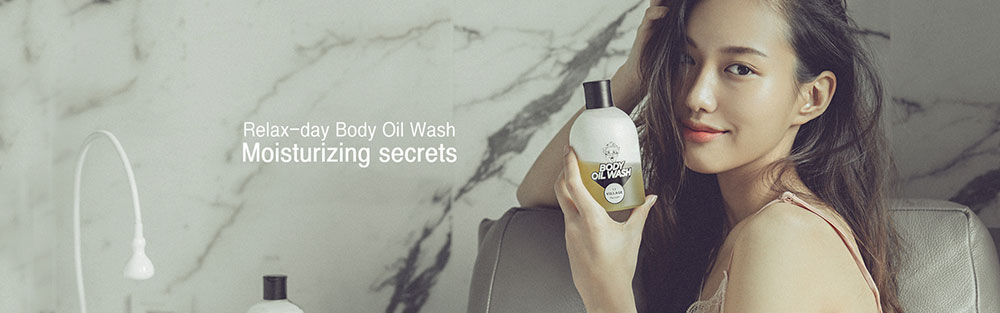 Relax-day Body Oil Wash
Moisturizing secrets
BODY
OIL WASH
VILLAGE